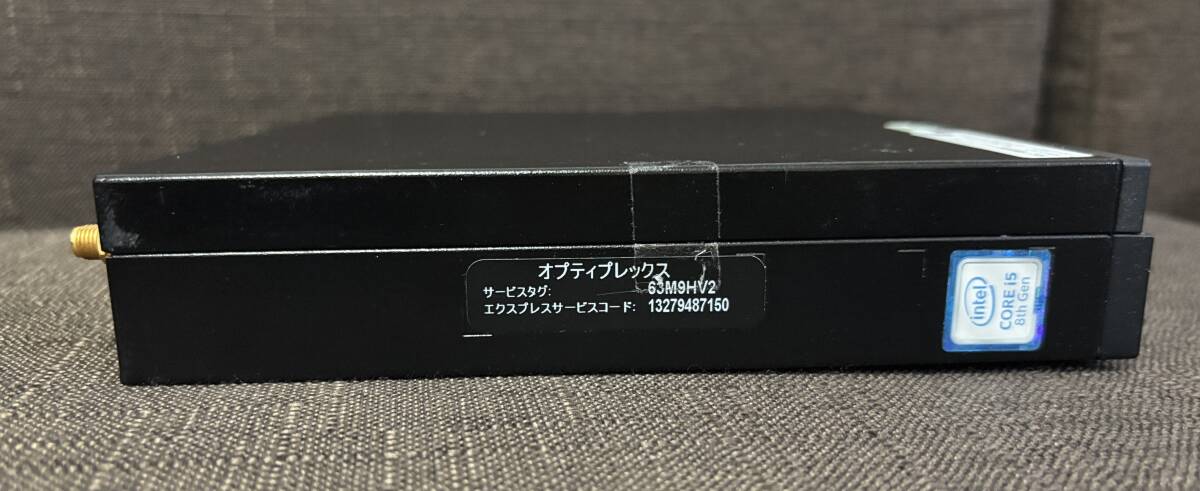 オプティプレックス
サービスタグ: 63M9HV2
エクスプレスサービスコード: 13279487150
intel
CORE i5
8th Gen